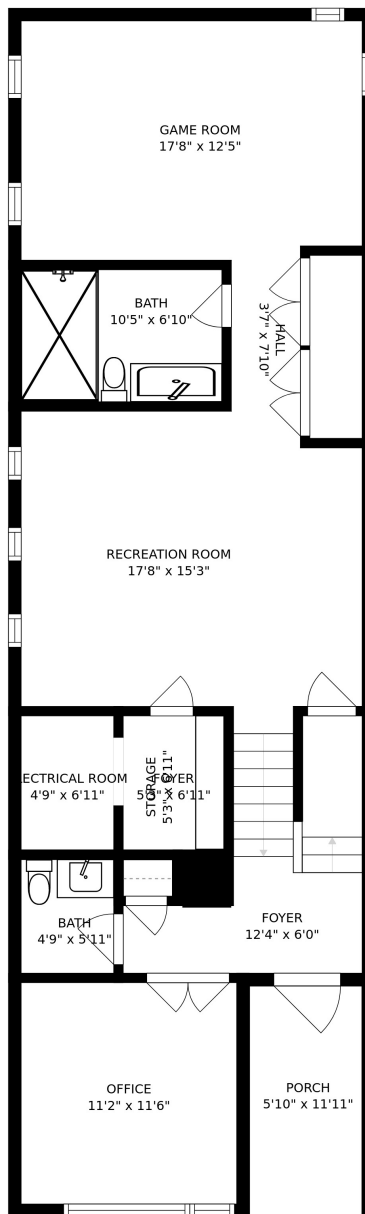 GAME ROOM
17'8" x 12'5"
BATH
10'5" x 6'10"
HALL
3'7" x 7'10"
RECREATION ROOM
17'8" x 15'3"
ECTRICAL ROOM
4'9" x 6'11"
STORAGE
5'3" x 6'11"
FOYER
x 6'11"
BATH
4'9" x 5'11"
FOYER
12'4" x 6'0"
OFFICE
11'2" x 11'6"
PORCH
5'10" x 11'11"